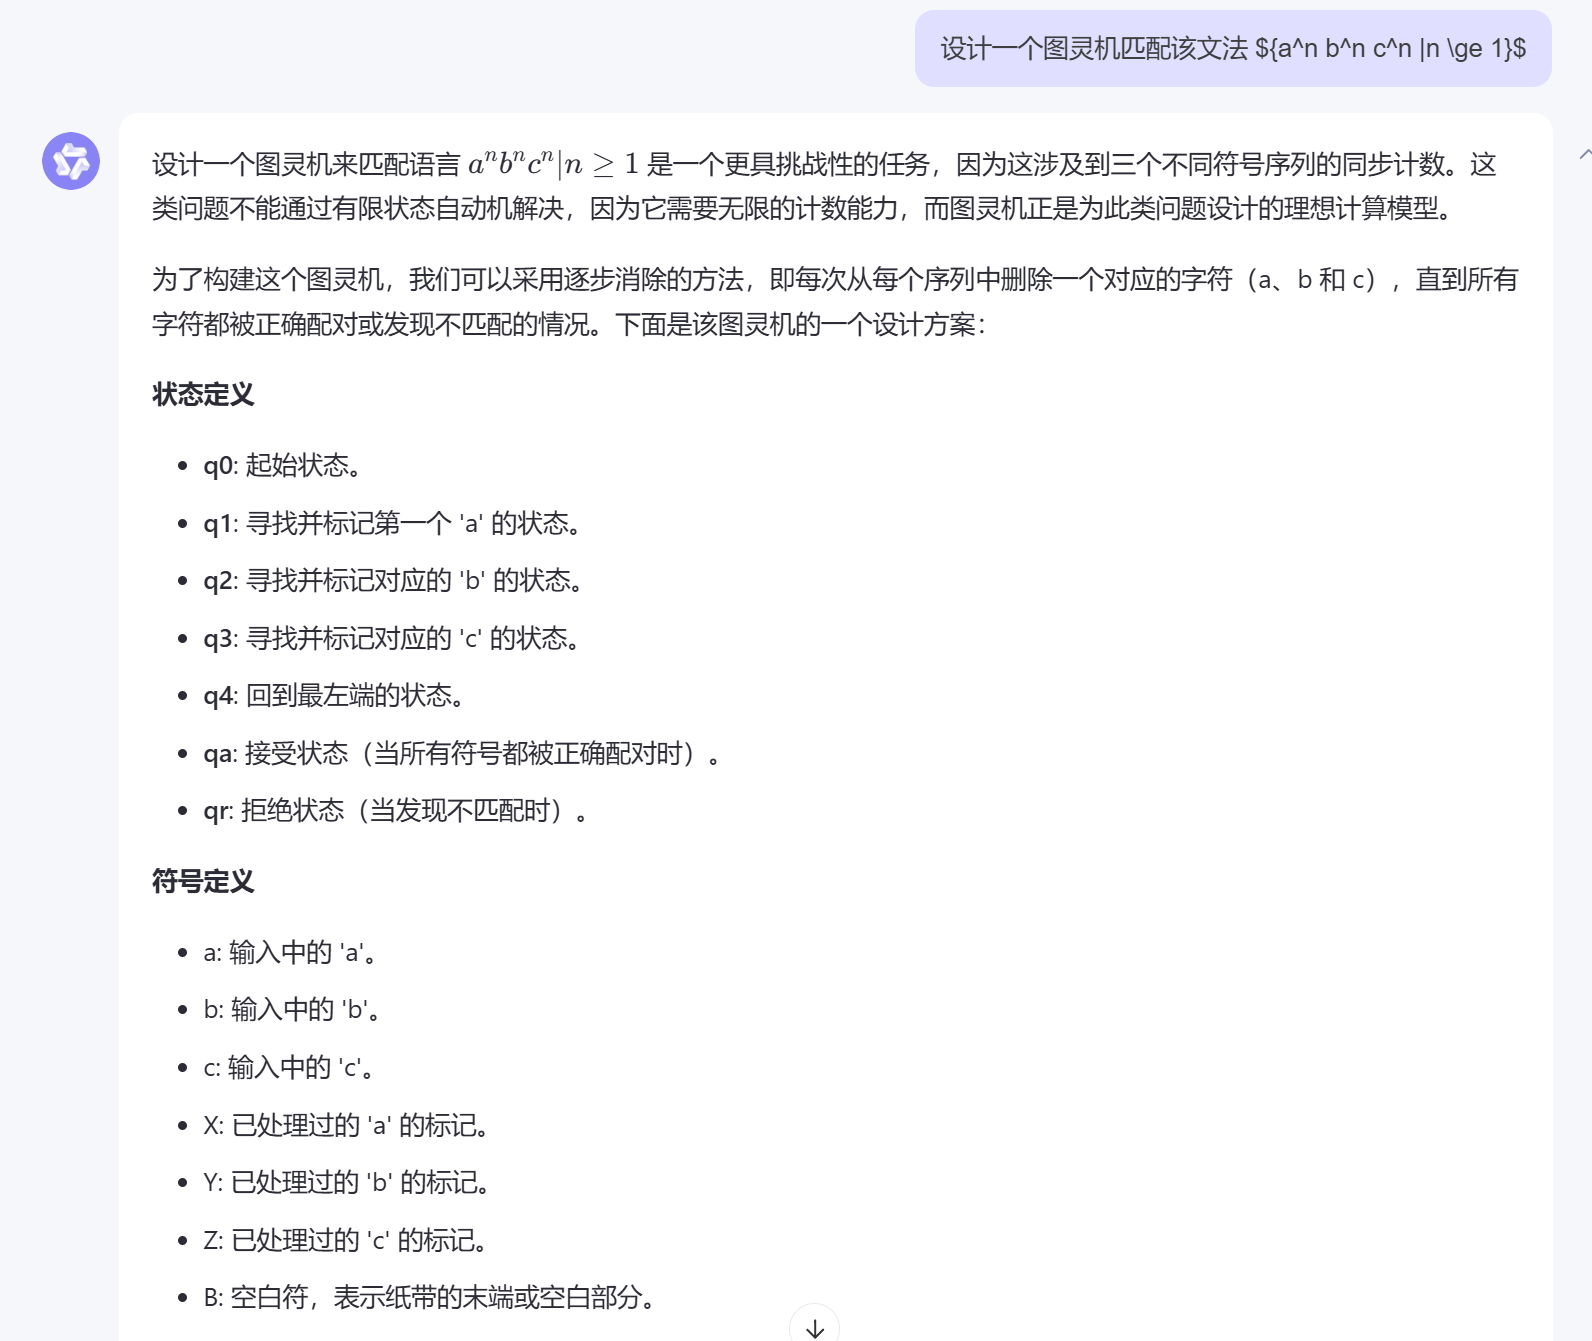 设计一个图灵机匹配该文法 ${a^n b^n c^n |n \ge 1}$
设计一个图灵机来匹配语言 aⁿbⁿcⁿ|n ≥ 1 是一个更具挑战性的任务，因为这涉及到三个不同符号序列的同步计数。这
类问题不能通过有限状态自动机解决，因为它需要无限的计数能力，而图灵机正是为此类问题设计的理想计算模型。
为了构建这个图灵机，我们可以采用逐步消除的方法，即每次从每个序列中删除一个对应的字符（a、b 和 c），直到所有
字符都被正确配对或发现不匹配的情况。下面是该图灵机的一个设计方案：
状态定义
• q0: 起始状态。
• q1: 寻找并标记第一个 'a' 的状态。
• q2: 寻找并标记对应的 'b' 的状态。
• q3: 寻找并标记对应的 'c' 的状态。
• q4: 回到最左端的状态。
• qa: 接受状态（当所有符号都被正确配对时）。
• qr: 拒绝状态（当发现不匹配时）。
符号定义
• a: 输入中的 'a'。
• b: 输入中的 'b'。
• c: 输入中的 'c'。
• X: 已处理过的 'a' 的标记。
• Y: 已处理过的 'b' 的标记。
• Z: 已处理过的 'c' 的标记。
• B: 空白符，表示纸带的末端或空白部分。